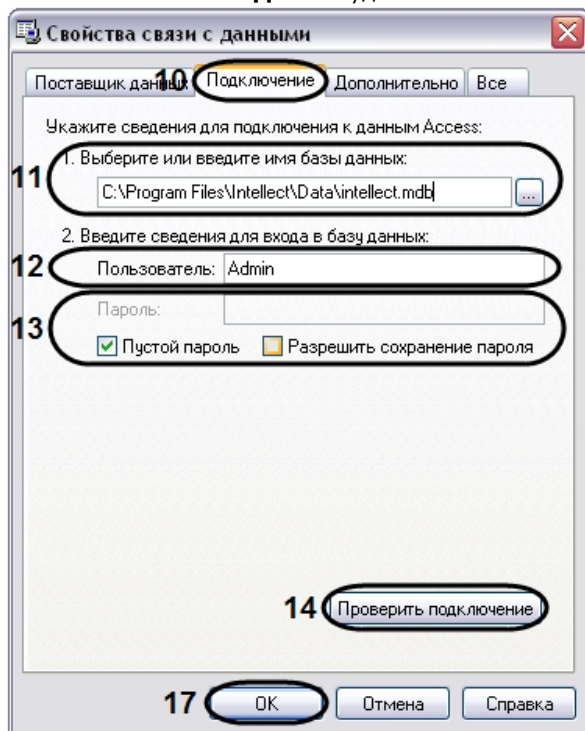 Свойства связи с данными
10
Поставщик данных Подключение Дополнительно Все
Укажите сведения для подключения к данным Access:
1. Выберите или введите имя базы данных:
11
C:\Program Files\Intellect\Data\intellect.mdb ...
2. Введите сведения для входа в базу данных:
12 Пользователь: Admin
Пароль:
13
Пустой пароль Разрешить сохранение пароля
14 Проверить подключение
17 ОК Отмена Справка